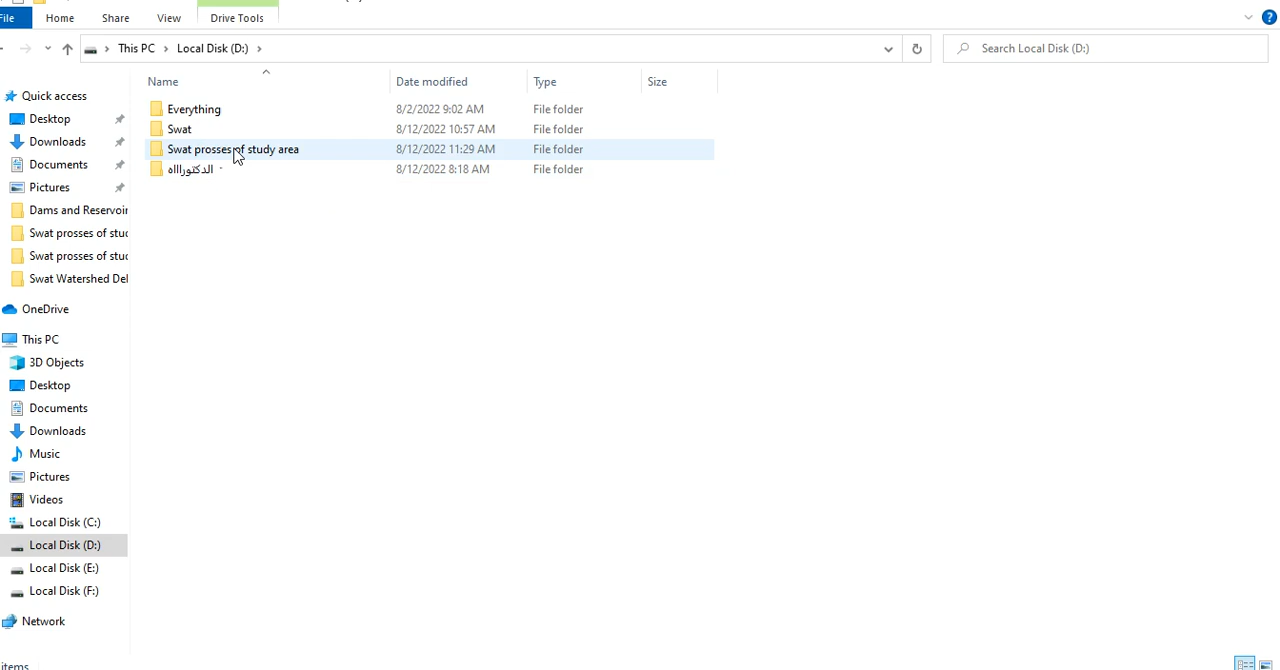 File Home Share View Drive Tools
This PC Local Disk (D:) Search Local Disk (D:)
Name Date modified Type Size
Everything 8/2/2022 9:02 AM File folder
Swat 8/12/2022 10:57 AM File folder
Swat prosses of study area 8/12/2022 11:29 AM File folder
الدكتوراااه 8/12/2022 8:18 AM File folder
Quick access
Desktop
Downloads
Documents
Pictures
Dams and Reservoir
Swat prosses of stuc
Swat prosses of stuc
Swat Watershed Del
OneDrive
This PC
3D Objects
Desktop
Documents
Downloads
Music
Pictures
Videos
Local Disk (C:)
Local Disk (D:)
Local Disk (E:)
Local Disk (F:)
Network
items